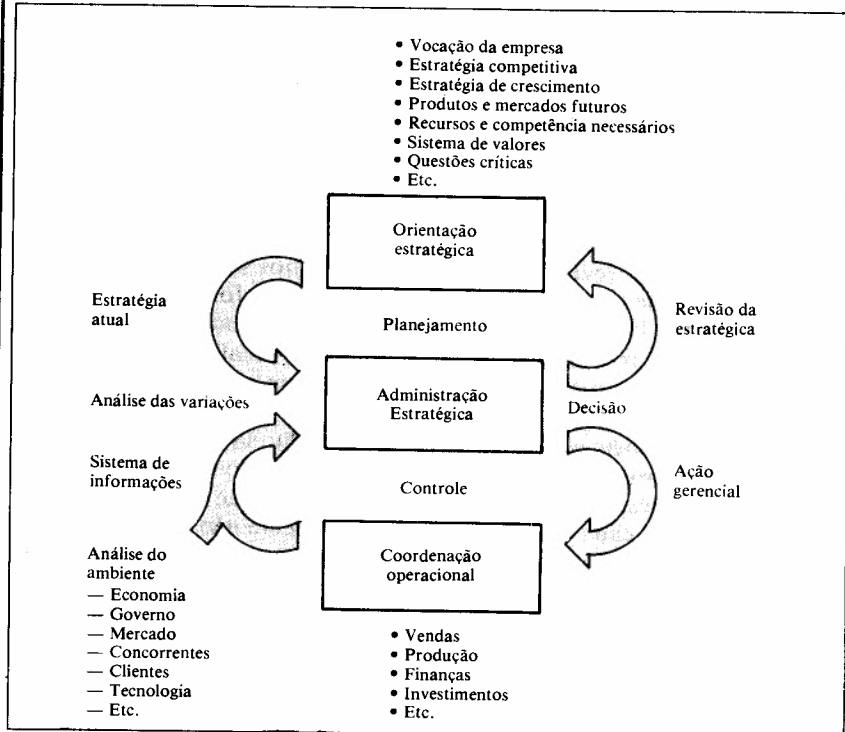 • Vocação da empresa
• Estratégia competitiva
• Estratégia de crescimento
• Produtos e mercados futuros
• Recursos e competência necessários
• Sistema de valores
• Questões críticas
• Etc.
Orientação
estratégica
Estratégia
atual
Planejamento
Revisão da
estratégica
Análise das variações
Administração
Estratégica
Decisão
Sistema de
informações
Controle
Ação
gerencial
Análise do
ambiente
— Economia
— Governo
— Mercado
— Concorrentes
— Clientes
— Tecnologia
— Etc.
Coordenação
operacional
• Vendas
• Produção
• Finanças
• Investimentos
• Etc.